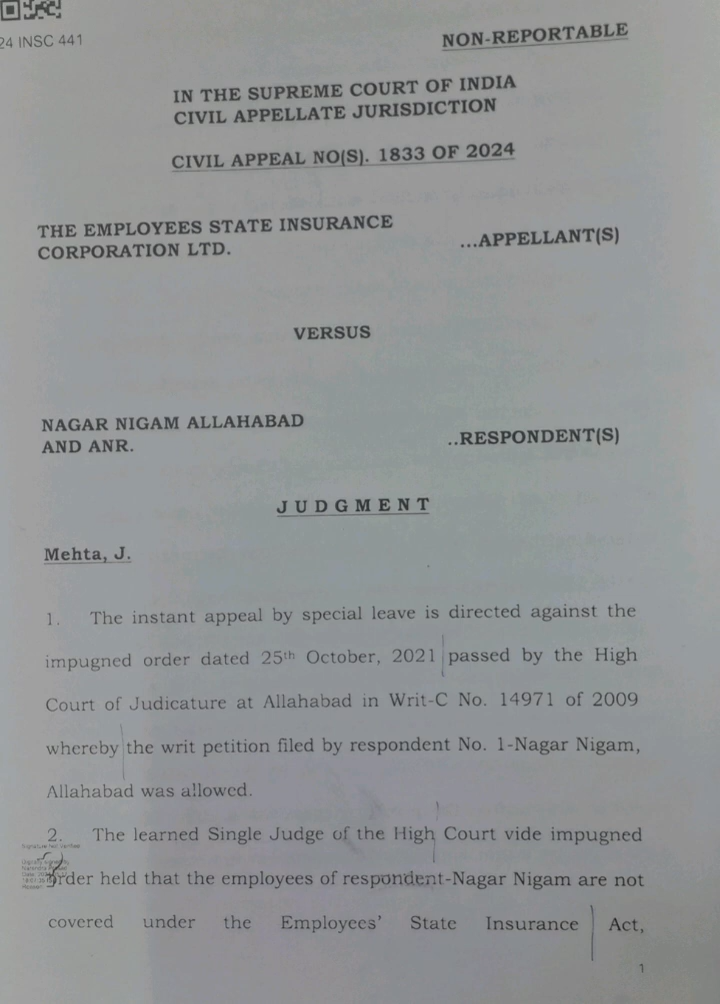 24 INSC 441
NON-REPORTABLE
IN THE SUPREME COURT OF INDIA
CIVIL APPELLATE JURISDICTION
CIVIL APPEAL NO(S). 1833 OF 2024
THE EMPLOYEES STATE INSURANCE
CORPORATION LTD.
...APPELLANT(S)
VERSUS
NAGAR NIGAM ALLAHABAD
AND ANR.
..RESPONDENT(S)
JUDGMENT
Mehta, J.
1. The instant appeal by special leave is directed against the
impugned order dated 25th October, 2021 passed by the High
Court of Judicature at Allahabad in Writ-C No. 14971 of 2009
whereby the writ petition filed by respondent No. 1-Nagar Nigam,
Allahabad was allowed.
2. The learned Single Judge of the High Court vide impugned
Signature Not Verified
order held that the employees of respondent-Nagar Nigam are not
covered under the Employees' State Insurance Act,
1